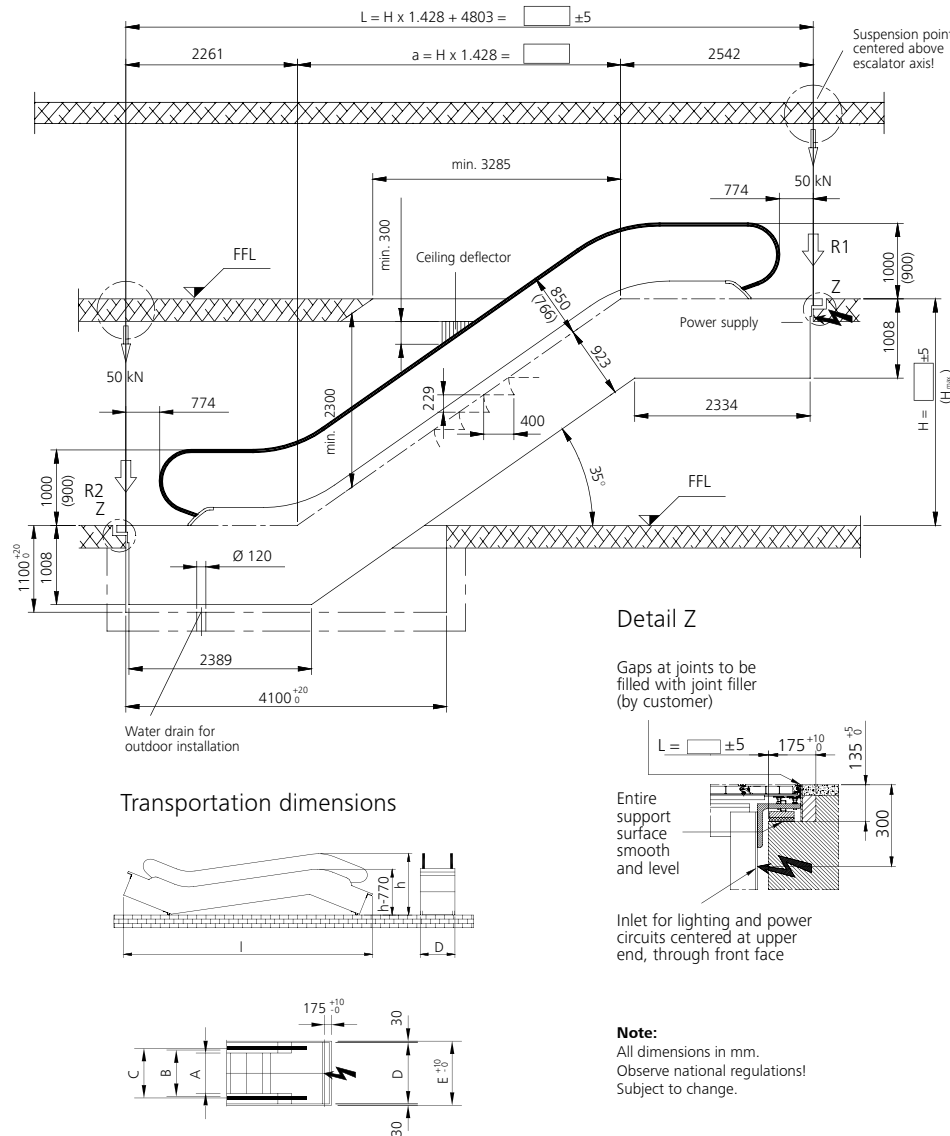 L = H x 1.428 + 4803 = ±5
2261
a = H x 1.428 =
2542
Suspension point
centered above
escalator axis!
min. 3285
774
50 kN
min. 300
FFL
Ceiling deflector
R1
1000
(900)
Z
850
(766)
Power supply
1008
50 kN
923
H = ±5
(H max.)
774
min. 2300
229
400
2334
1000
(900)
R2
Z
35°
FFL
1100 +20 0
1008
Ø 120
2389
4100 +20 0
Water drain for
outdoor installation
Detail Z
Gaps at joints to be
filled with joint filler
(by customer)
L = ±5
175 +10 0
135 +5 0
Entire
support
surface
smooth
and level
300
Inlet for lighting and power
circuits centered at upper
end, through front face
Transportation dimensions
h-770
h
l
D
175 +10 -0
30
C
B
A
D
E +10 -0
30
Note:
All dimensions in mm.
Observe national regulations!
Subject to change.